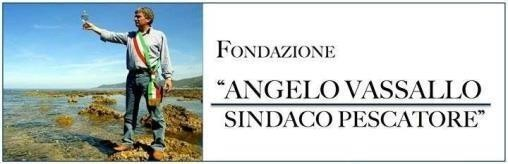 FONDAZIONE
“ANGELO VASSALLO
SINDACO PESCATORE”